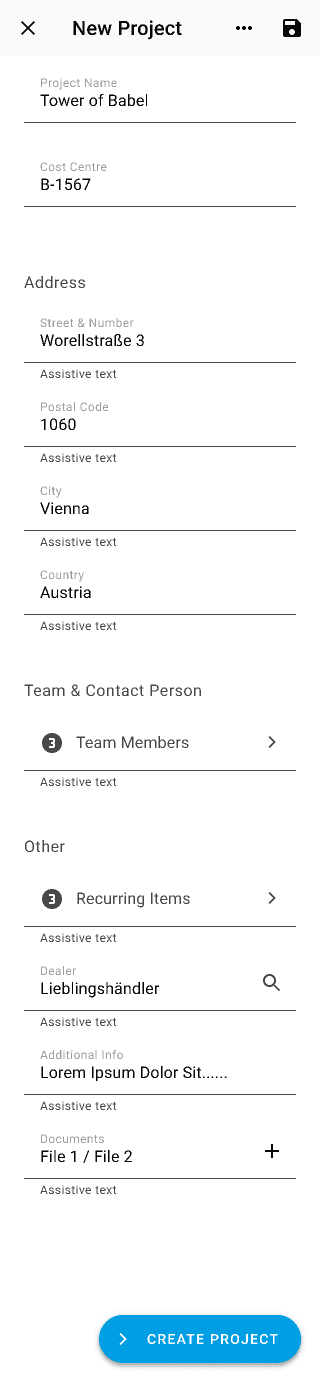 New Project
Project Name
Tower of Babel
Cost Centre
B-1567
Address
Street & Number
Worellstraße 3
Assistive text
Postal Code
1060
Assistive text
City
Vienna
Assistive text
Country
Austria
Assistive text
Team & Contact Person
3 Team Members
Assistive text
Other
3 Recurring Items
Assistive text
Dealer
Lieblingshändler
Assistive text
Additional Info
Lorem Ipsum Dolor Sit......
Assistive text
Documents
File 1 / File 2
Assistive text
CREATE PROJECT